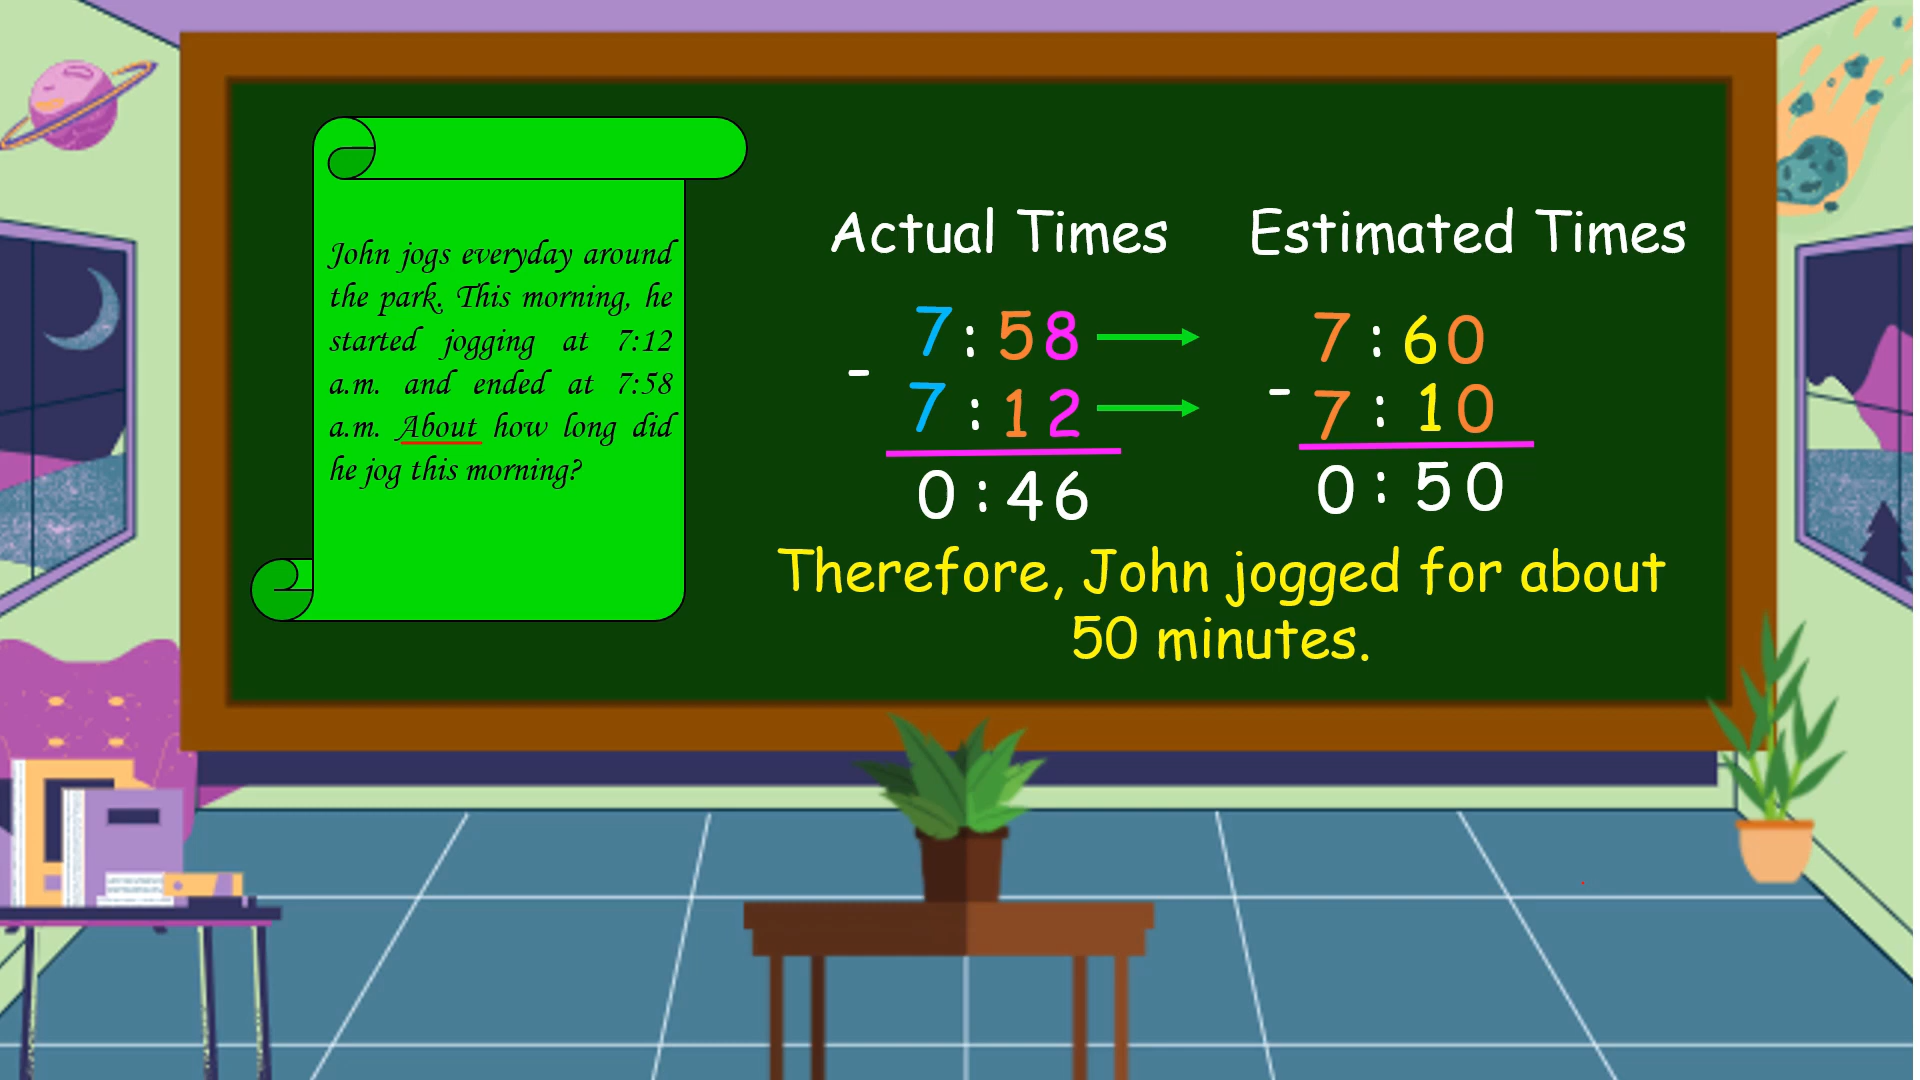 John jogs everyday around
the park. This morning, he
started jogging at 7:12
a.m. and ended at 7:58
a.m. About how long did
he jog this morning?
Actual Times Estimated Times
7:58 7:60
- 7:12 - 7:10
0:46 0:50
Therefore, John jogged for about
50 minutes.